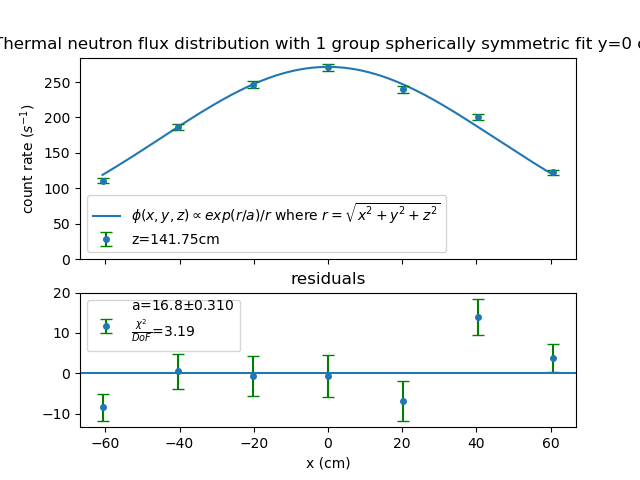 Thermal neutron flux distribution with 1 group spherically symmetric fit y=0 c
count rate (s⁻¹)
250
200
150
100
50
0
ϕ(x, y, z) ∝ exp(r/a)/r where r = √x² + y² + z²
z=141.75cm
residuals
20
10
0
−10
a=16.8±0.310
χ²/DoF=3.19
−60 −40 −20 0 20 40 60
x (cm)